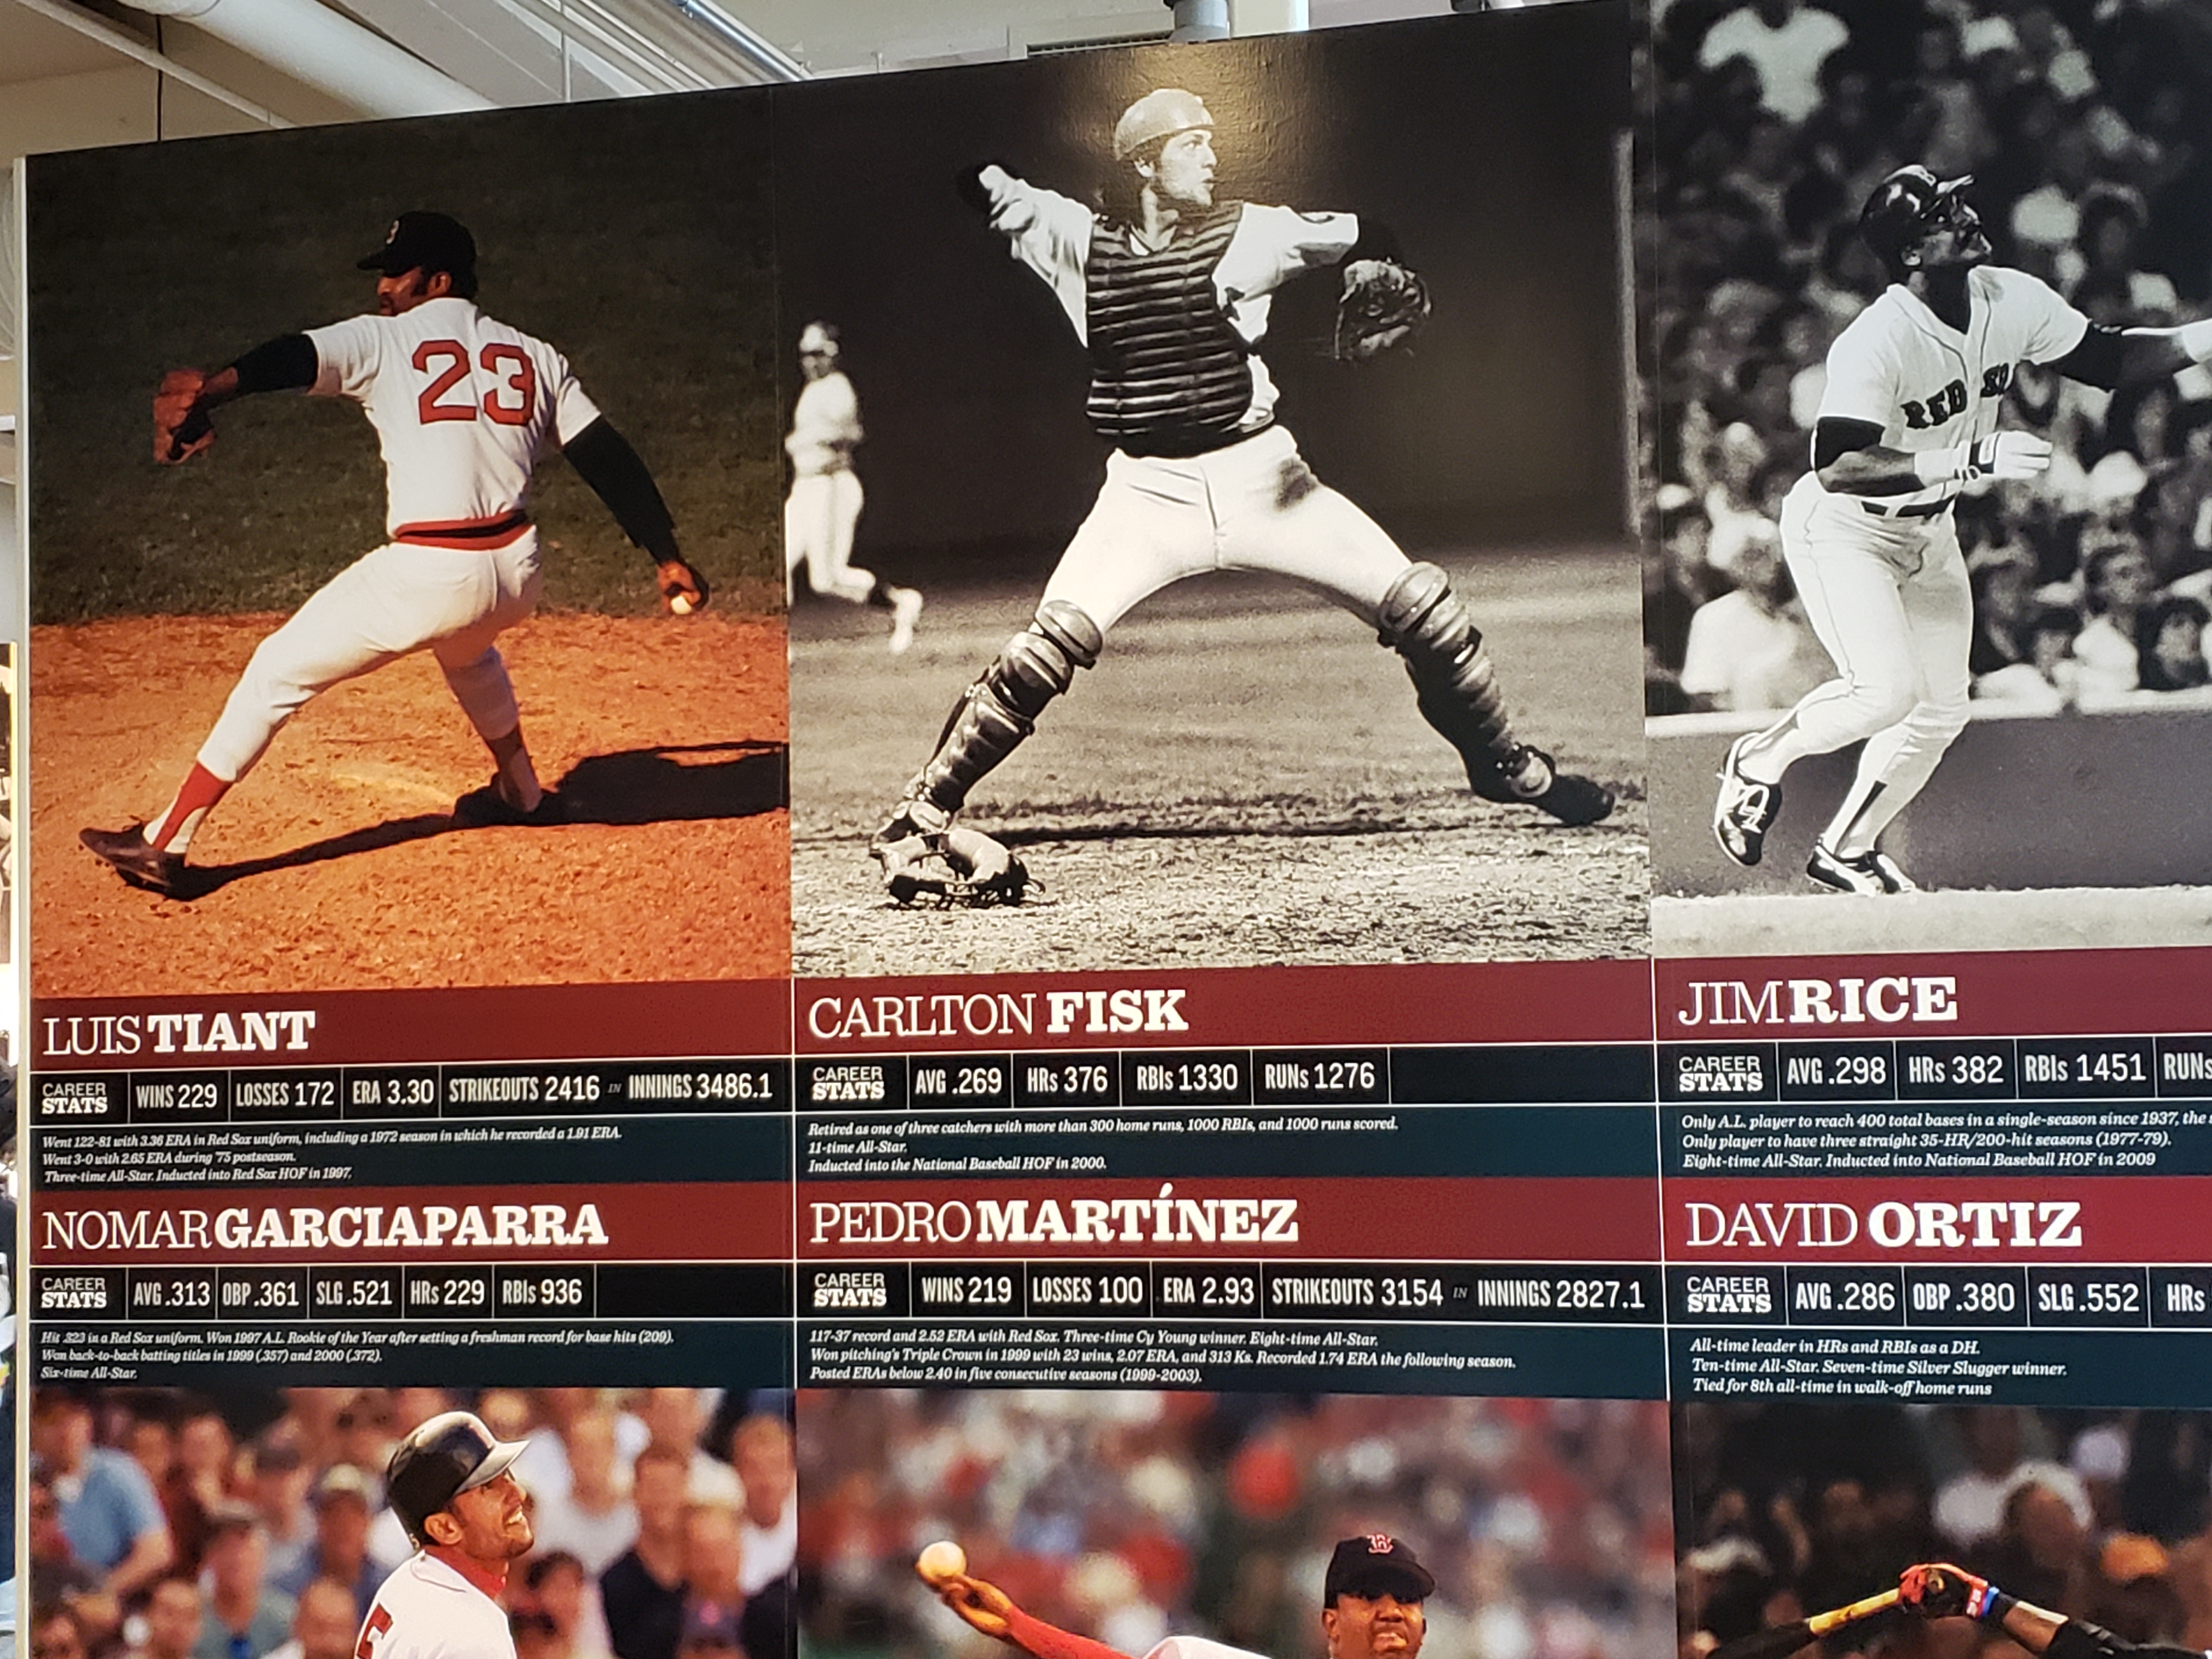 23
RED SO
LUIS TIANT
CAREER STATS WINS 229 LOSSES 172 ERA 3.30 STRIKEOUTS 2416 IN INNINGS 3486.1
Went 122-81 with 3.36 ERA in Red Sox uniform, including a 1972 season in which he recorded a 1.91 ERA.
Went 3-0 with 2.65 ERA during '75 postseason.
Three-time All-Star. Inducted into Red Sox HOF in 1997.
CARLTON FISK
CAREER STATS AVG .269 HRs 376 RBIs 1330 RUNs 1276
Retired as one of three catchers with more than 300 home runs, 1000 RBIs, and 1000 runs scored.
11-time All-Star.
Inducted into the National Baseball HOF in 2000.
JIM RICE
CAREER STATS AVG .298 HRs 382 RBIs 1451 RUNs
Only A.L. player to reach 400 total bases in a single-season since 1937, the
Only player to have three straight 35-HR/200-hit seasons (1977-79).
Eight-time All-Star. Inducted into National Baseball HOF in 2009
NOMAR GARCIAPARRA
CAREER STATS AVG .313 OBP .361 SLG .521 HRs 229 RBIs 936
Hit .323 in a Red Sox uniform. Won 1997 A.L. Rookie of the Year after setting a freshman record for base hits (209).
Won back-to-back batting titles in 1999 (.357) and 2000 (.372).
Six-time All-Star.
PEDRO MARTÍNEZ
CAREER STATS WINS 219 LOSSES 100 ERA 2.93 STRIKEOUTS 3154 IN INNINGS 2827.1
117-37 record and 2.52 ERA with Red Sox. Three-time Cy Young winner. Eight-time All-Star.
Won pitching's Triple Crown in 1999 with 23 wins, 2.07 ERA, and 313 Ks. Recorded 1.74 ERA the following season.
Posted ERAs below 2.40 in five consecutive seasons (1999-2003).
DAVID ORTIZ
CAREER STATS AVG .286 OBP .380 SLG .552 HRs
All-time leader in HRs and RBIs as a DH.
Ten-time All-Star. Seven-time Silver Slugger winner.
Tied for 8th all-time in walk-off home runs
B